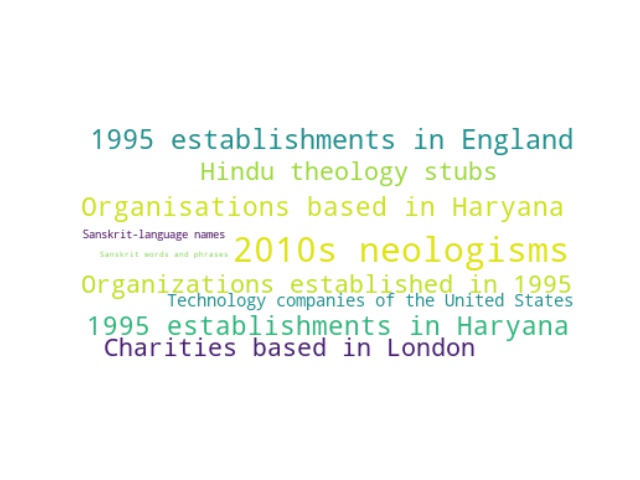 1995 establishments in England
Hindu theology stubs
Organisations based in Haryana
Sanskrit-language names
2010s neologisms
Sanskrit words and phrases
Organizations established in 1995
Technology companies of the United States
1995 establishments in Haryana
Charities based in London